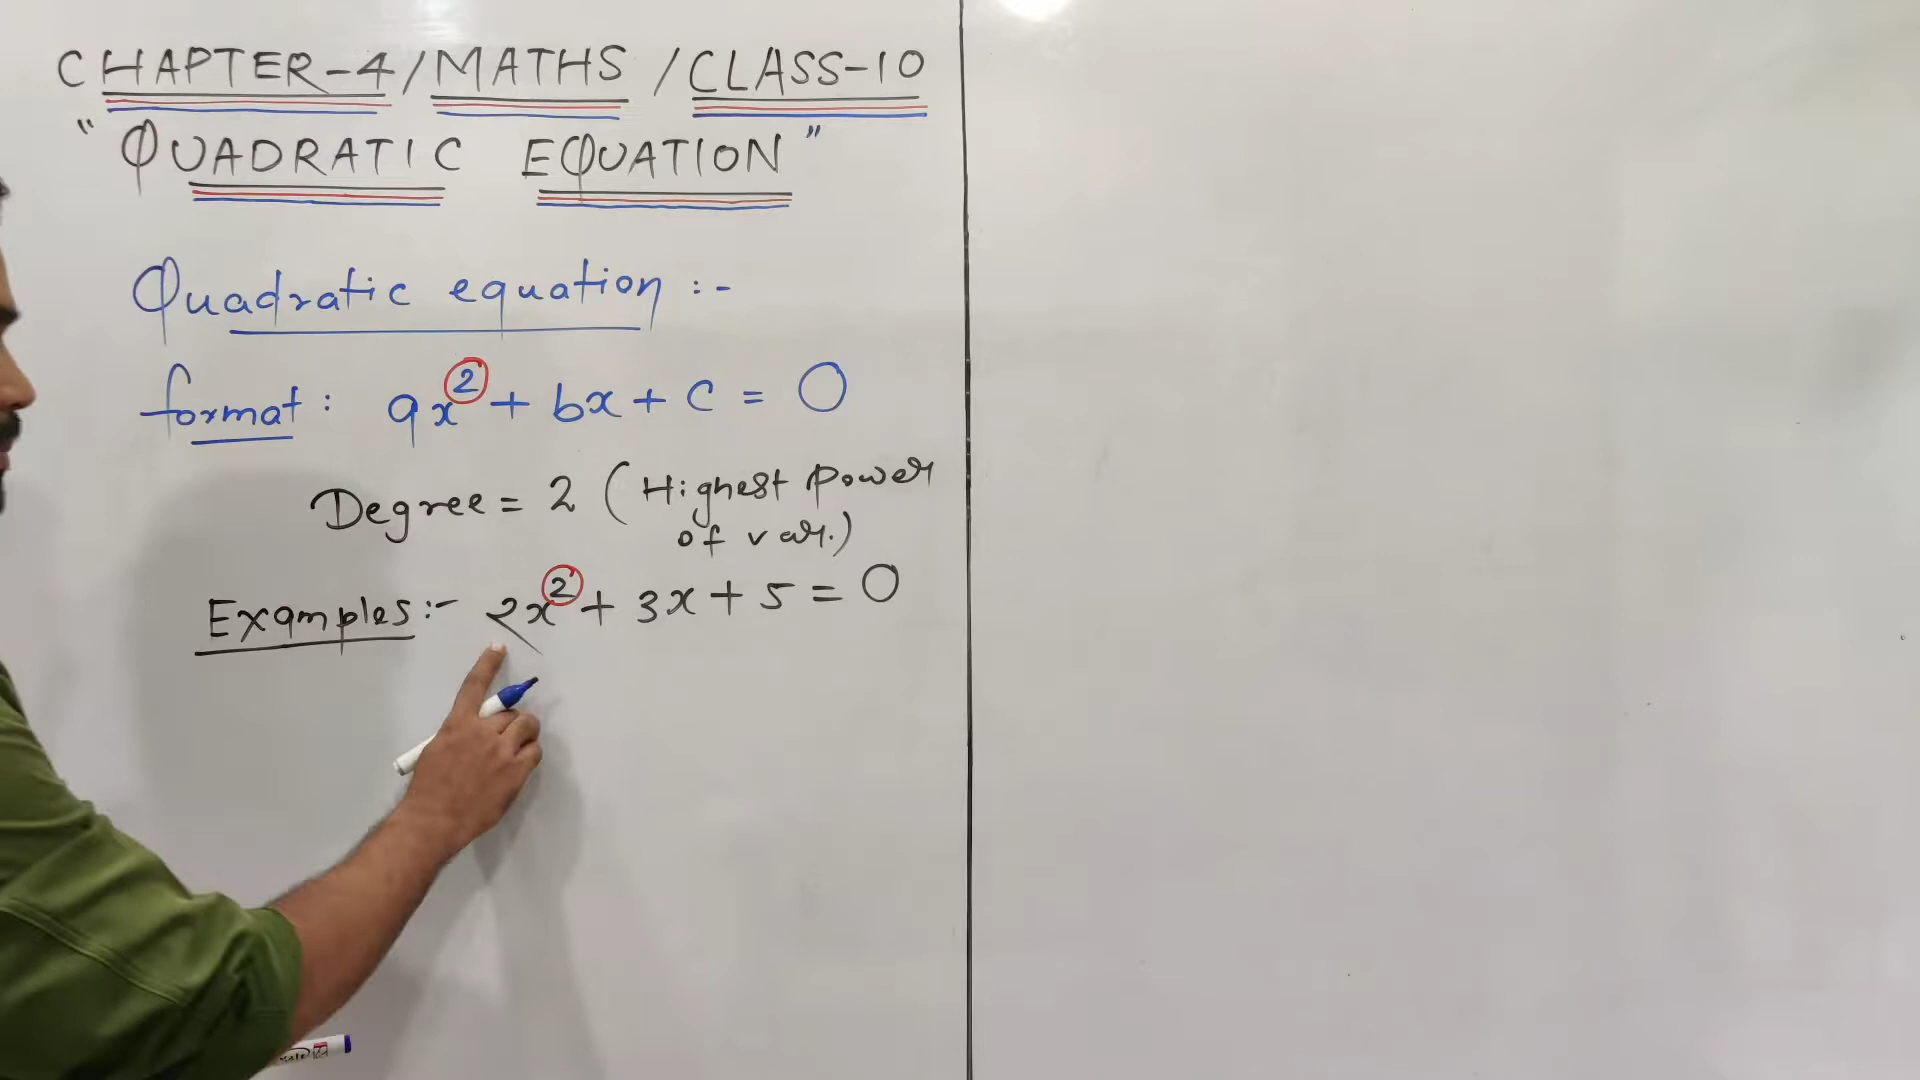 CHAPTER-4/MATHS/CLASS-10
"QUADRATIC EQUATION"
Quadratic equation :-
format: ax²+bx+c=0
Degree=2 (Highest power
of var.)
Examples:- 2x²+3x+5=0